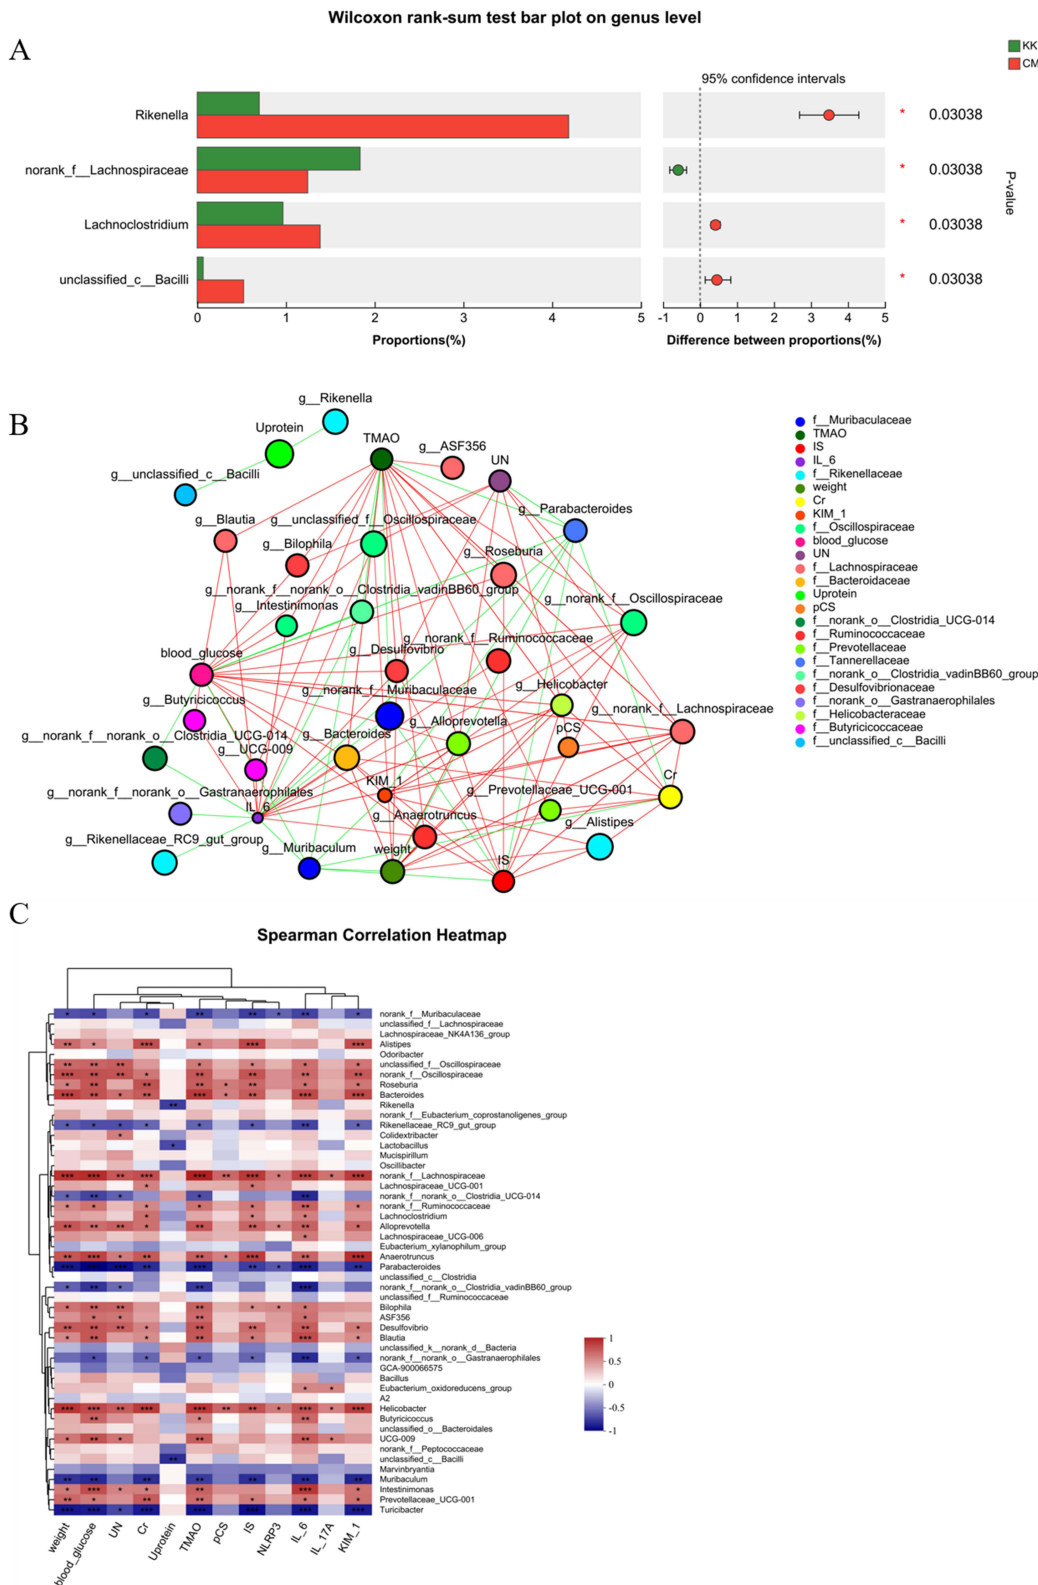 Wilcoxon rank-sum test bar plot on genus level
A
KK
CM
95% confidence intervals
Rikenella
* 0.03038
norank_f__Lachnospiraceae
* 0.03038
Lachnoclostridium
* 0.03038
unclassified_c__Bacilli
* 0.03038
P-value
0 1 2 3 4 5
-1 0 1 2 3 4 5
Proportions(%)
Difference between proportions(%)
B
g__Rikenella
Uprotein
TMAO
g__ASF356
UN
g__unclassified_c__Bacilli
g__Parabacteroides
g__Blautia
g__unclassified_f__Oscillospiraceae
g__Bilophila
g__Roseburia
g__norank_f__norank_o__Clostridia_vadinBB60_group
g__Intestinimonas
g__norank_f__Oscillospiraceae
g__norank_f__Ruminococcaceae
blood_glucose
g__Desulfovibrio
g__norank_f__Muribaculaceae
g__Helicobacter
g__Butyricicoccus
g__norank_f__Lachnospiraceae
g__Alloprevotella
pCS
g__norank_f__norank_o__Clostridia_UCG-014
g__Bacteroides
g__UCG-009
g__norank_f__norank_o__Gastranaerophilales
KIM_1
Cr
g__Prevotellaceae_UCG-001
IL_6
g__Anaerotruncus
g__Alistipes
g__Rikenellaceae_RC9_gut_group
g__Muribaculum
weight
IS
f__Muribaculaceae
TMAO
IS
IL_6
f__Rikenellaceae
weight
Cr
KIM_1
f__Oscillospiraceae
blood_glucose
UN
f__Lachnospiraceae
f__Bacteroidaceae
Uprotein
pCS
f__norank_o__Clostridia_UCG-014
f__Ruminococcaceae
f__Prevotellaceae
f__Tannerellaceae
f__norank_o__Clostridia_vadinBB60_group
f__Desulfovibrionaceae
f__norank_o__Gastranaerophilales
f__Helicobacteraceae
f__Butyricicoccaceae
f__unclassified_c__Bacilli
C
Spearman Correlation Heatmap
norank_f__Muribaculaceae
unclassified_f__Lachnospiraceae
Lachnospiraceae_NK4A136_group
Alistipes
Odoribacter
unclassified_f__Oscillospiraceae
norank_f__Oscillospiraceae
Roseburia
Bacteroides
Rikenella
norank_f__Eubacterium_coprostanoligenes_group
Rikenellaceae_RC9_gut_group
Colidextribacter
Lactobacillus
Mucispirillum
Oscillibacter
norank_f__Lachnospiraceae
Lachnospiraceae_UCG-001
norank_f__norank_o__Clostridia_UCG-014
norank_f__Ruminococcaceae
Lachnoclostridium
Alloprevotella
Lachnospiraceae_UCG-006
Eubacterium_xylanophilum_group
Anaerotruncus
Parabacteroides
unclassified_c__Clostridia
norank_f__norank_o__Clostridia_vadinBB60_group
unclassified_f__Ruminococcaceae
Bilophila
ASF356
Desulfovibrio
Blautia
unclassified_k__norank_d__Bacteria
norank_f__norank_o__Gastranaerophilales
GCA-900066575
Bacillus
Eubacterium_oxidoreducens_group
A2
Helicobacter
Butyricicoccus
unclassified_o__Bacteroidales
UCG-009
norank_f__Peptococcaceae
unclassified_c__Bacilli
Marvinbryantia
Muribaculum
Intestinimonas
Prevotellaceae_UCG-001
Turicibacter
1
0.5
0
-0.5
-1
weight
blood_glucose
UN
Cr
Uprotein
TMAO
pCS
IS
NLRP3
IL_6
IL_17A
KIM_1